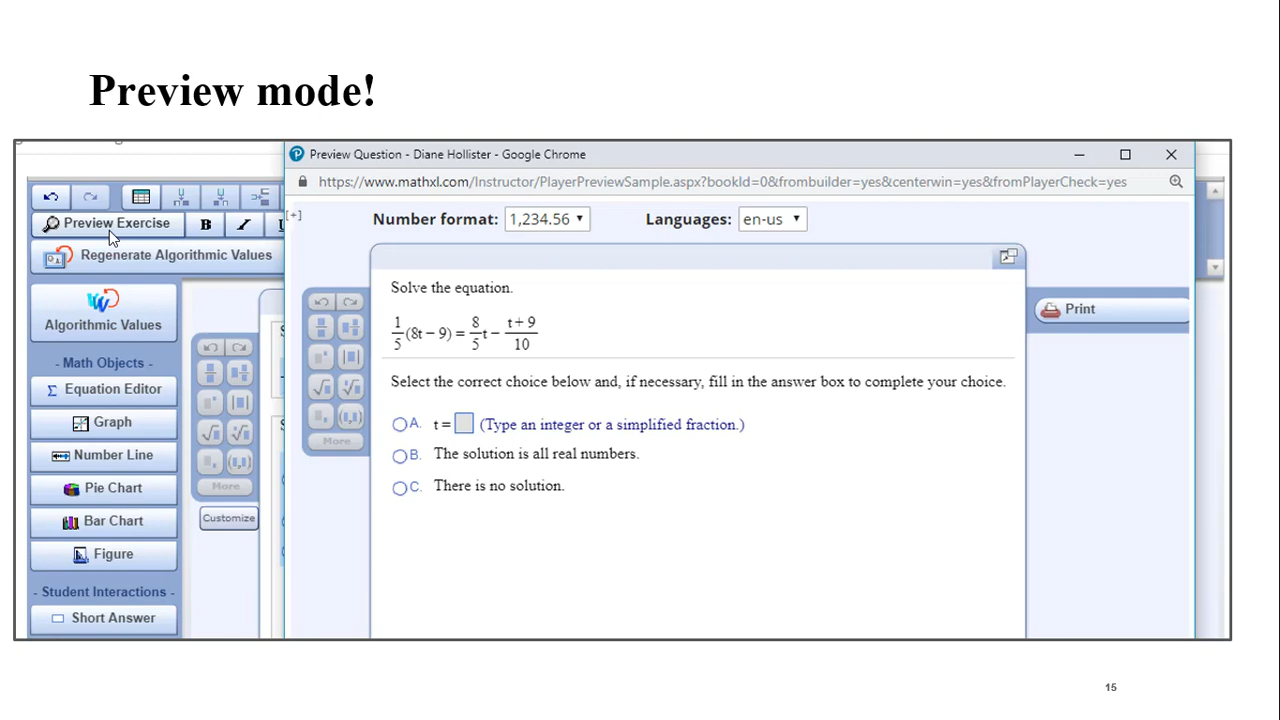 Preview mode!
Preview Question - Diane Hollister - Google Chrome
https://www.mathxl.com/Instructor/PlayerPreviewSample.aspx?bookId=0&frombuilder=yes&centerwin=yes&fromPlayerCheck=yes
Preview Exercise
B
I
U
Regenerate Algorithmic Values
[+]
Number format: 1,234.56
Languages: en-us
Algorithmic Values
- Math Objects -
Equation Editor
Graph
Number Line
Pie Chart
Bar Chart
Figure
- Student Interactions -
Short Answer
More
Customize
More
Solve the equation.
1/5 (8t − 9) = 8/5 t − (t + 9)/10
Select the correct choice below and, if necessary, fill in the answer box to complete your choice.
A. t = (Type an integer or a simplified fraction.)
B. The solution is all real numbers.
C. There is no solution.
Print
15